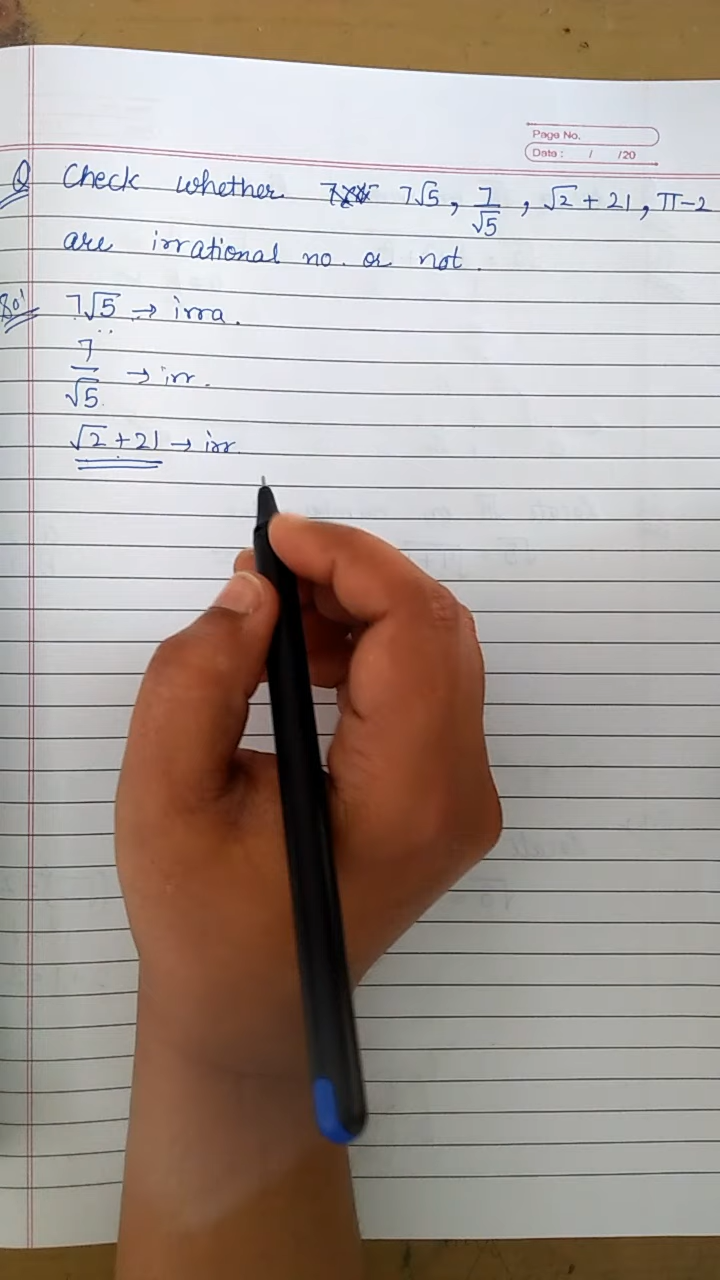 Page No.
Date : / /20
Q Check whether 7√5, 7/√5, √2 + 21, π-2
are irrational no. or not.
Sol 7√5 → irra.
7/√5 → irr.
√2 + 21 → irr